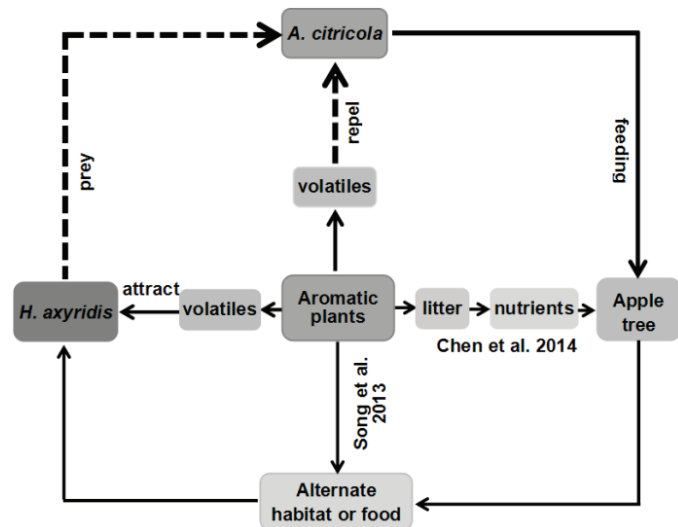 A. citricola
repel
feeding
prey
volatiles
attract
H. axyridis
volatiles
Aromatic
plants
litter
nutrients
Apple
tree
Chen et al. 2014
Song et al.
2013
Alternate
habitat or food